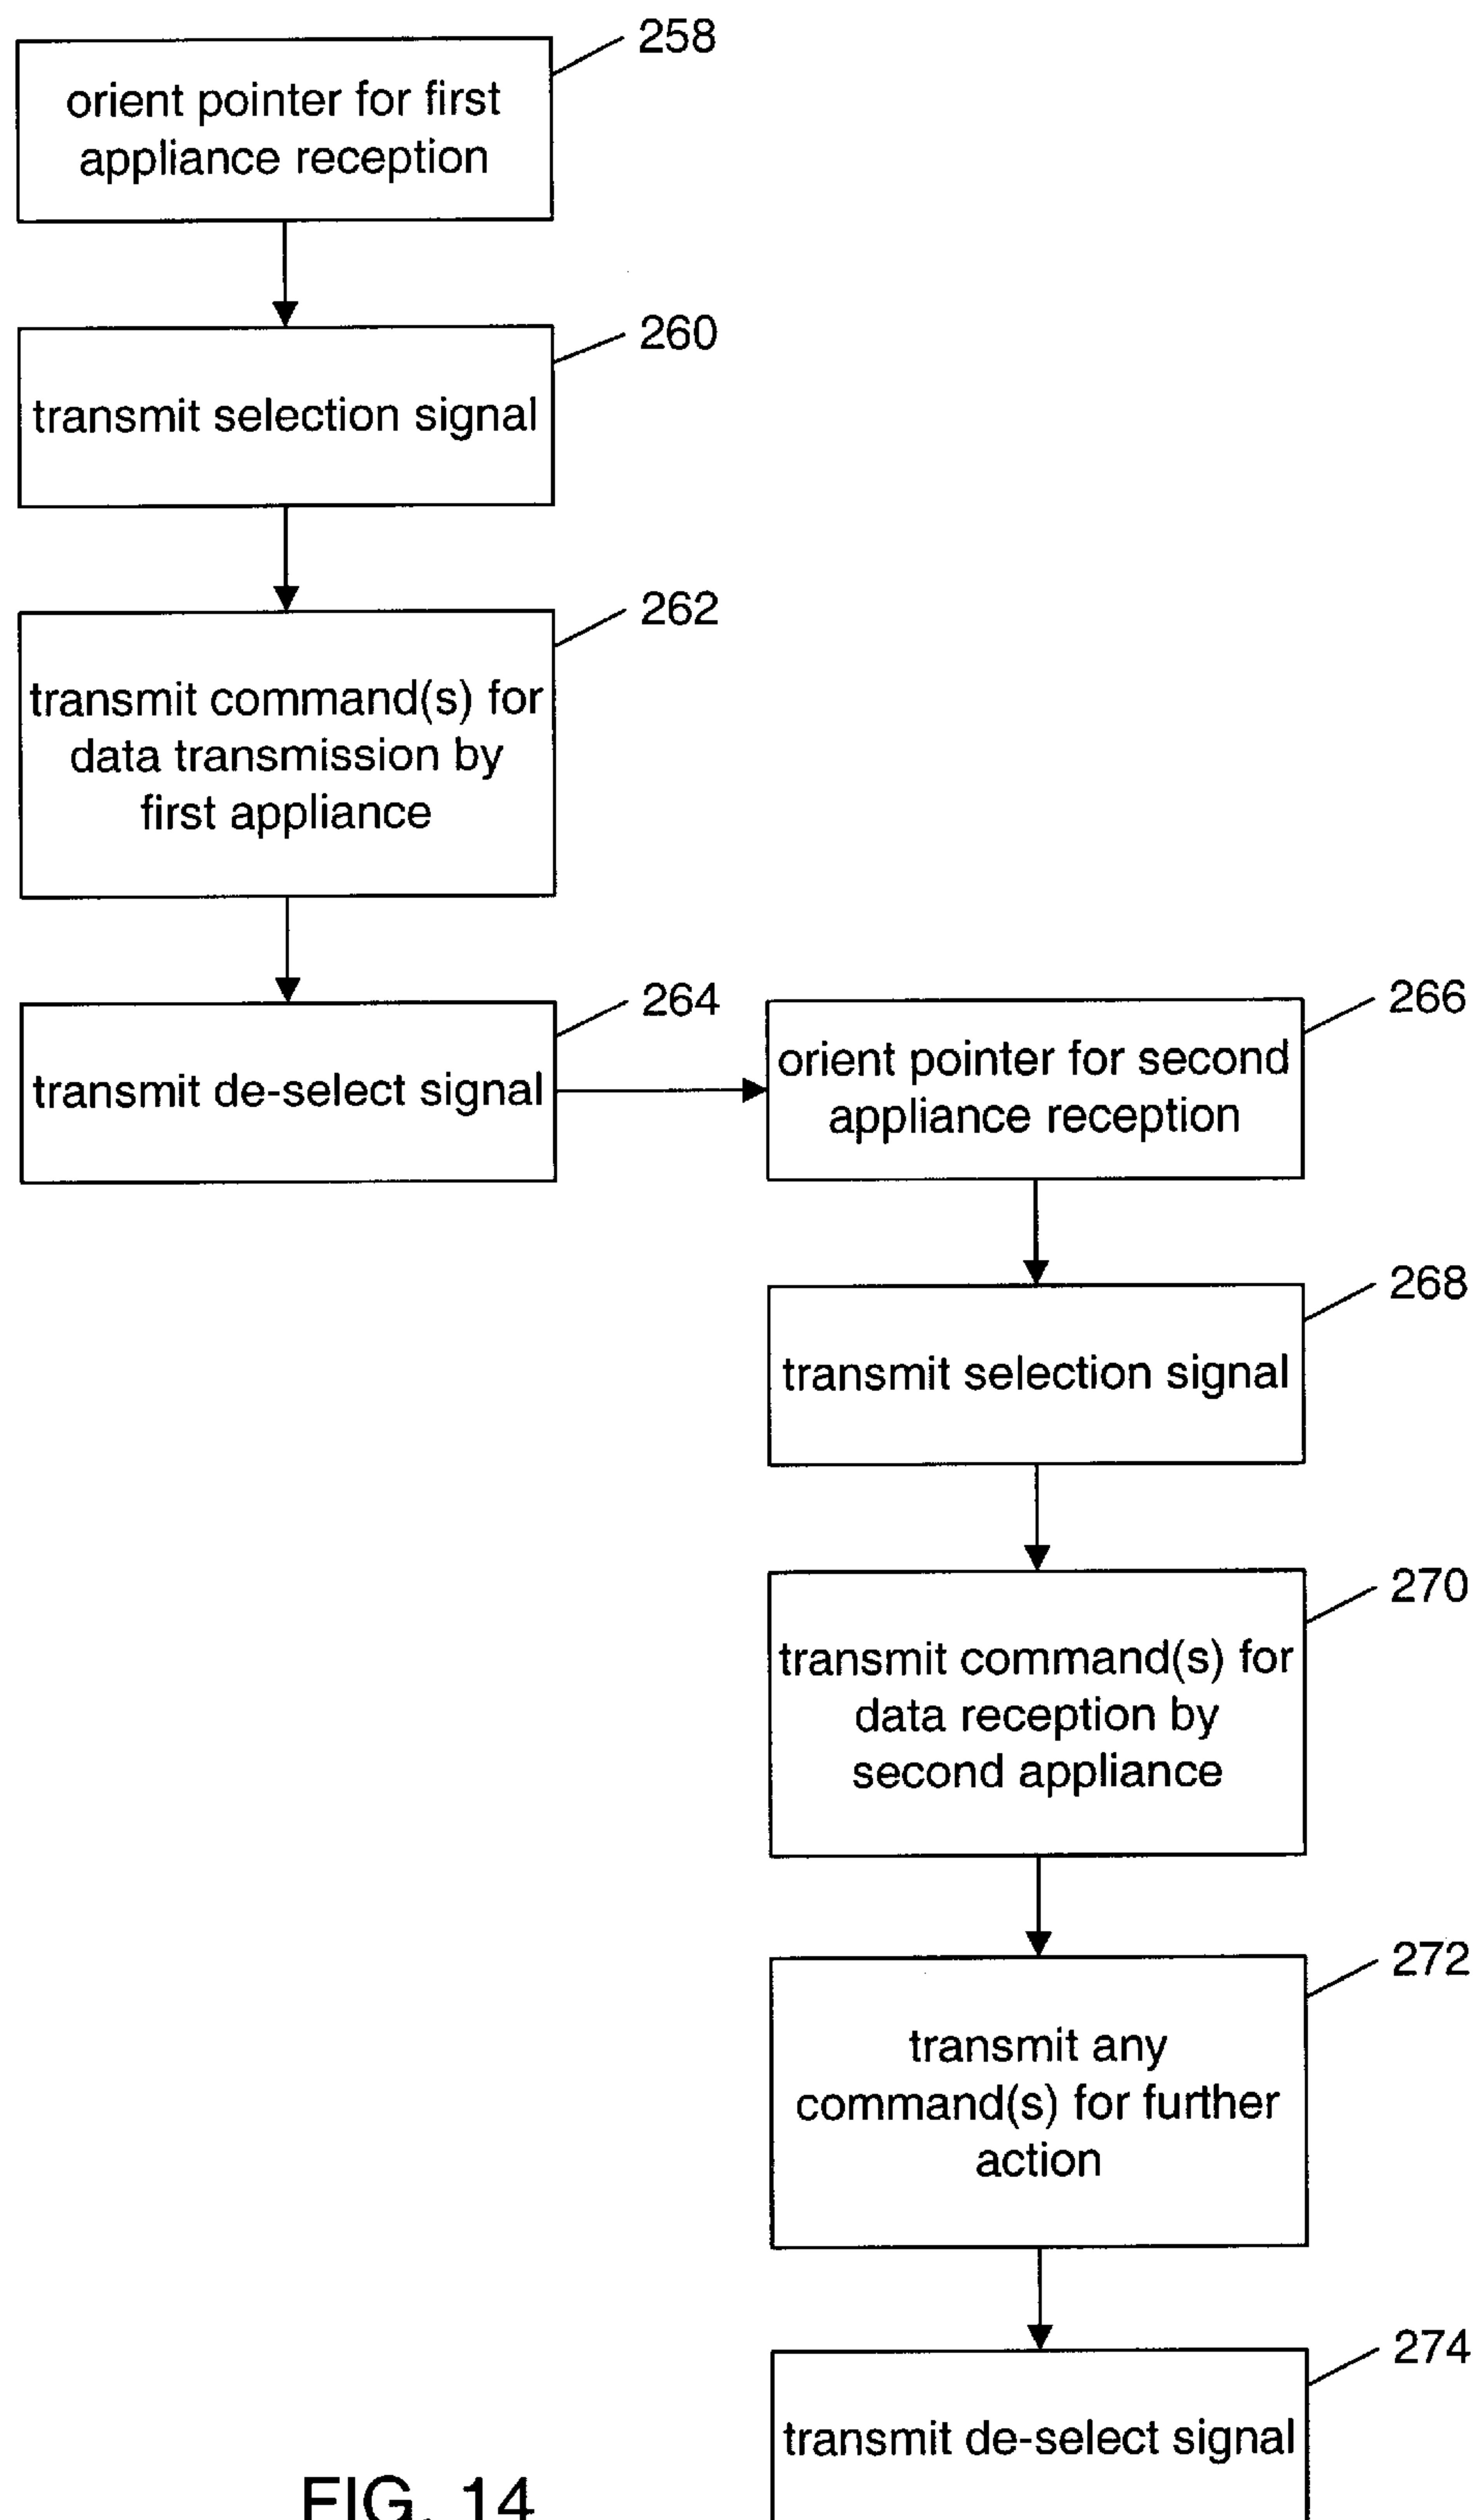 258
orient pointer for first
appliance reception
260
transmit selection signal
262
transmit command(s) for
data transmission by
first appliance
264
transmit de-select signal
266
orient pointer for second
appliance reception
268
transmit selection signal
270
transmit command(s) for
data reception by
second appliance
272
transmit any
command(s) for further
action
274
transmit de-select signal
FIG. 14